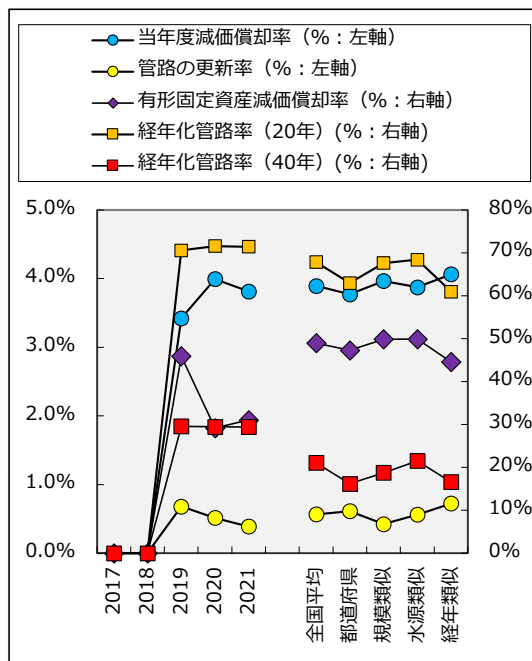 当年度減価償却率（%：左軸）
管路の更新率（%：左軸）
有形固定資産減価償却率（%：右軸）
経年化管路率（20年）(%：右軸)
経年化管路率（40年）(%：右軸)
5.0%
4.0%
3.0%
2.0%
1.0%
0.0%
80%
70%
60%
50%
40%
30%
20%
10%
0%
2017
2018
2019
2020
2021
全国平均
都道府県
規模類似
水源類似
経年類似